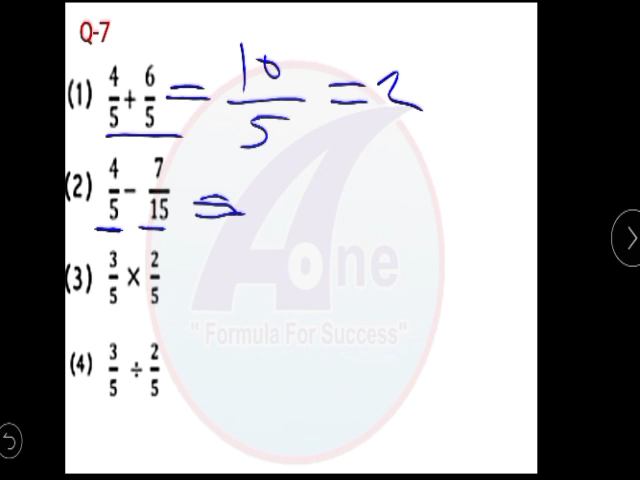 Q-7
(1) 4/5 + 6/5 = 10/5 = 2
(2) 4/5 - 7/15 =
(3) 3/5 × 2/5
(4) 3/5 ÷ 2/5
A one
"Formula For Success"